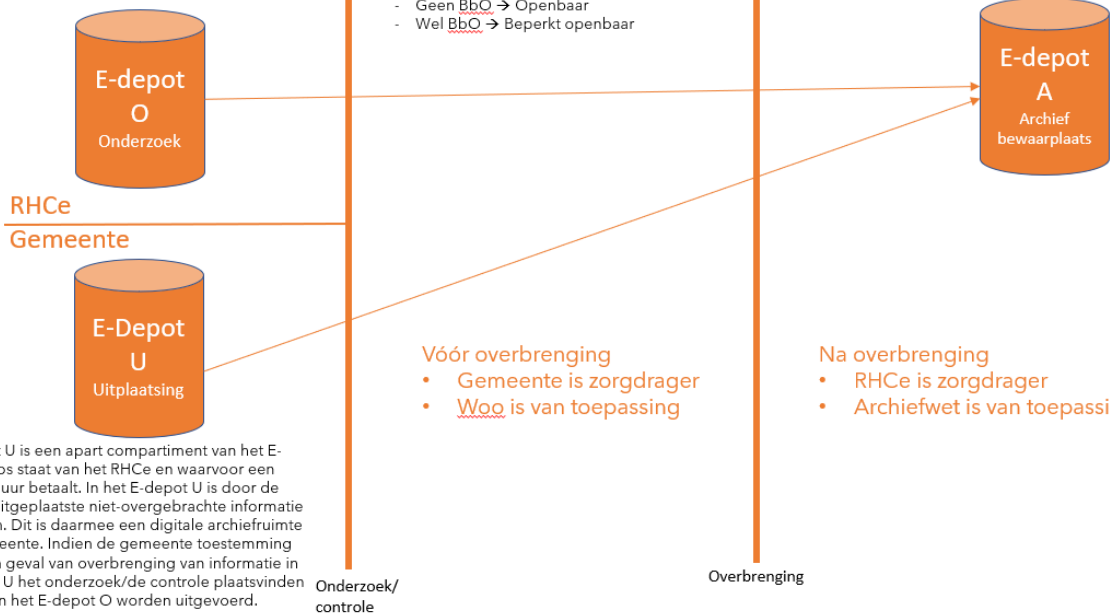 - Geen BbO → Openbaar
- Wel BbO → Beperkt openbaar
E-depot
O
Onderzoek
E-depot
A
Archief
bewaarplaats
RHCe
Gemeente
E-Depot
U
Uitplaatsing
Vóór overbrenging
• Gemeente is zorgdrager
• Woo is van toepassing
Na overbrenging
• RHCe is zorgdrager
• Archiefwet is van toepassi
U is een apart compartiment van het E-
os staat van het RHCe en waarvoor een
uur betaalt. In het E-depot U is door de
itgeplaatste niet-overgebrachte informatie
n. Dit is daarmee een digitale archiefruimte
eente. Indien de gemeente toestemming
geval van overbrenging van informatie in
U het onderzoek/de controle plaatsvinden
n het E-depot O worden uitgevoerd.
Onderzoek/
controle
Overbrenging